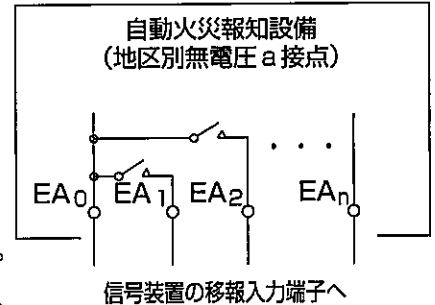 自動火災報知設備
（地区別無電圧a接点）
・・・
EA0 EA1 EA2 EAn
。
信号装置の移報入力端子へ